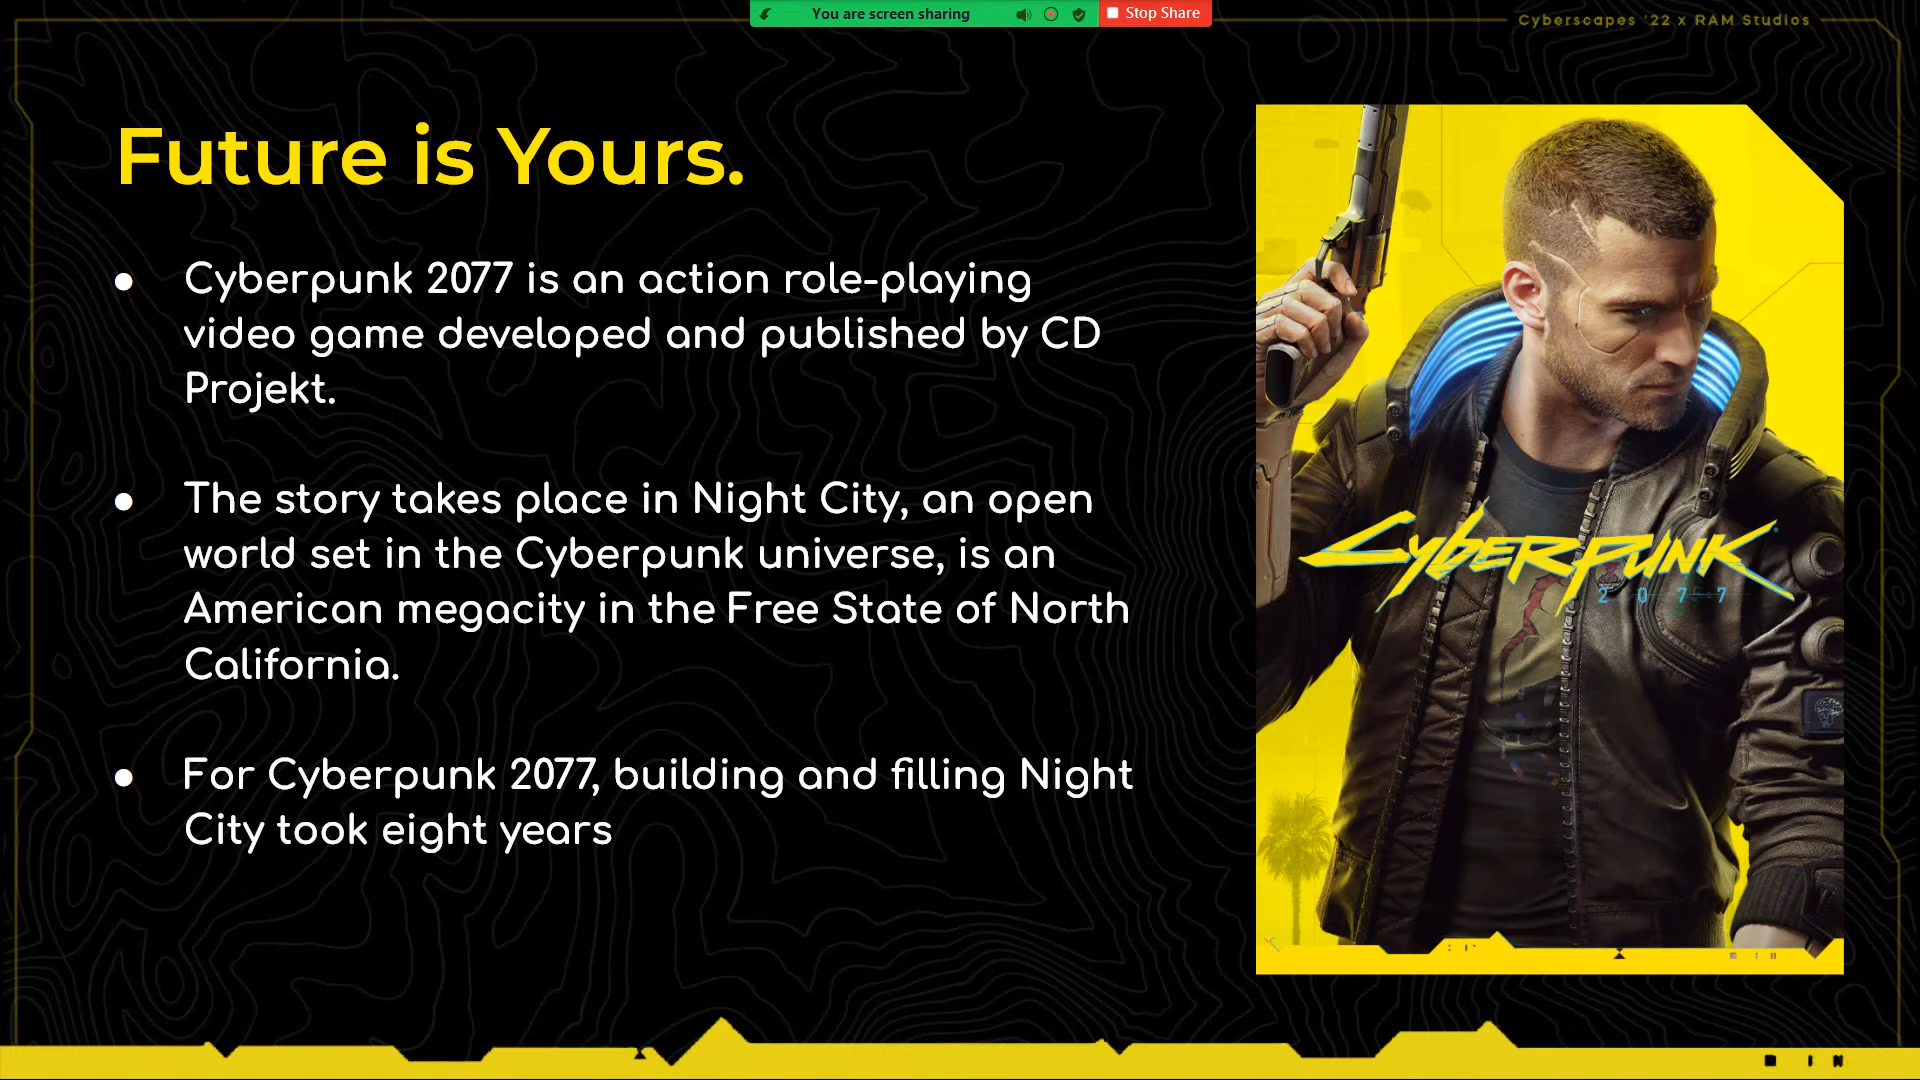 You are screen sharing
Stop Share
Cyberscapes '22 x RAM Studios
Future is Yours.
● Cyberpunk 2077 is an action role-playing
video game developed and published by CD
Projekt.
● The story takes place in Night City, an open
world set in the Cyberpunk universe, is an
American megacity in the Free State of North
California.
● For Cyberpunk 2077, building and filling Night
City took eight years
Cyberpunk
2077